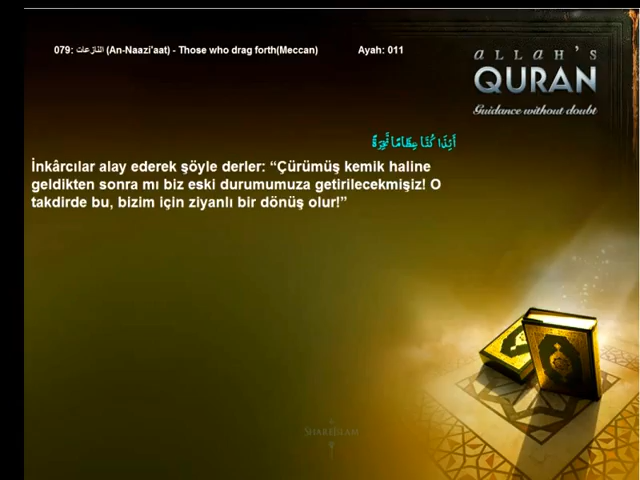 079: النازعات (An-Naazi'aat) - Those who drag forth(Meccan) Ayah: 011
ALLAH'S
QURAN
Guidance without doubt
أَئِذَا كُنَّا عِظَامًا نَّخِرَةً
İnkârcılar alay ederek şöyle derler: “Çürümüş kemik haline
geldikten sonra mı biz eski durumumuza getirilecekmişiz! O
takdirde bu, bizim için ziyanlı bir dönüş olur!”
SHAREISLAM